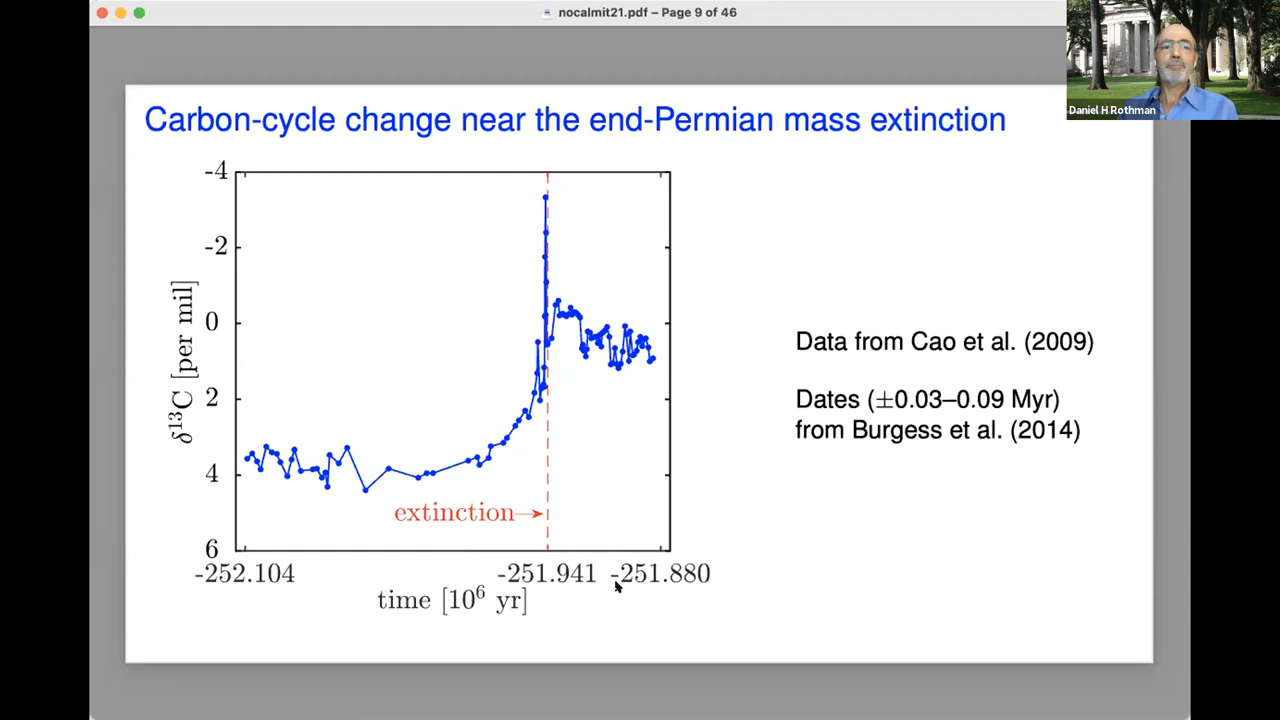 nocalmit21.pdf – Page 9 of 46
Daniel H Rothman
Carbon-cycle change near the end-Permian mass extinction
-4
-2
0
2
4
6
δ¹³C [per mil]
extinction
-252.104
-251.941
-251.880
time [10⁶ yr]
Data from Cao et al. (2009)
Dates (±0.03–0.09 Myr)
from Burgess et al. (2014)